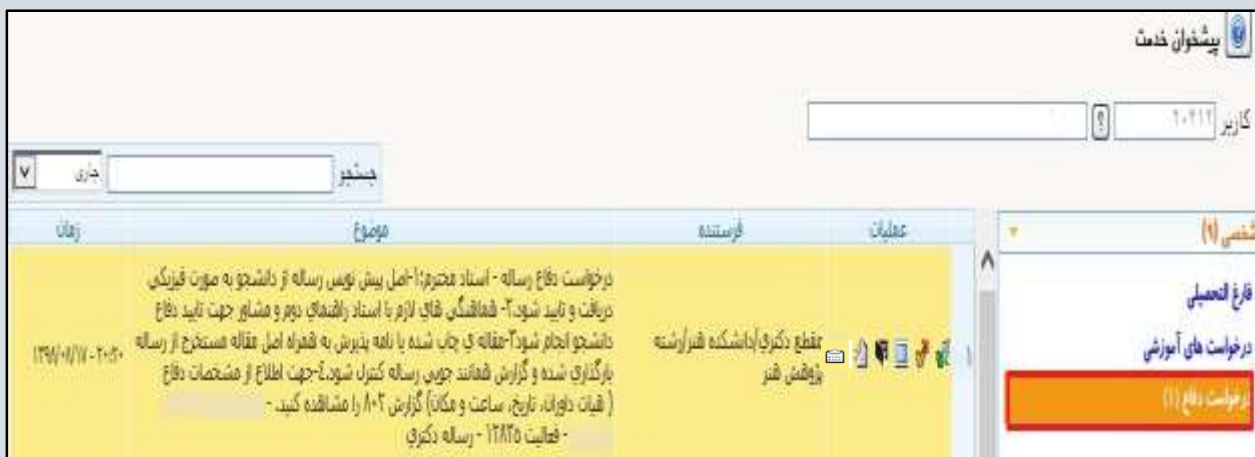 پیشخوان خدمت
کاربر ۲۰۲۱۲
؟
جستجو
جاری
شخصی (۹)
فارغ التحصیلی
درخواست های آموزشی
درخواست دفاع (۱)
عملیات فرستنده موضوع زمان
۱
مقطع دکتری/دانشکده هنر/رشته
پژوهش هنر
درخواست دفاع رساله - استاد محترم؛۱-اصل پیش نویس رساله از دانشجو به صورت فیزیکی
دریافت و تایید شود.۲- هماهنگی های لازم با استاد راهنمای دوم و مشاور جهت تایید دفاع
دانشجو انجام شود۳-مقاله ی چاپ شده یا نامه پذیرش به همراه اصل مقاله مستخرج از رساله
بارگذاری شده و گزارش همانند جویی رساله کنترل شود.۴-جهت اطلاع از مشخصات دفاع
( هیات داوران، تاریخ، ساعت و مکان) گزارش ۸۰۲ را مشاهده کنید. -
- فعالیت ۱۲۸۲۵ - رساله دکتری